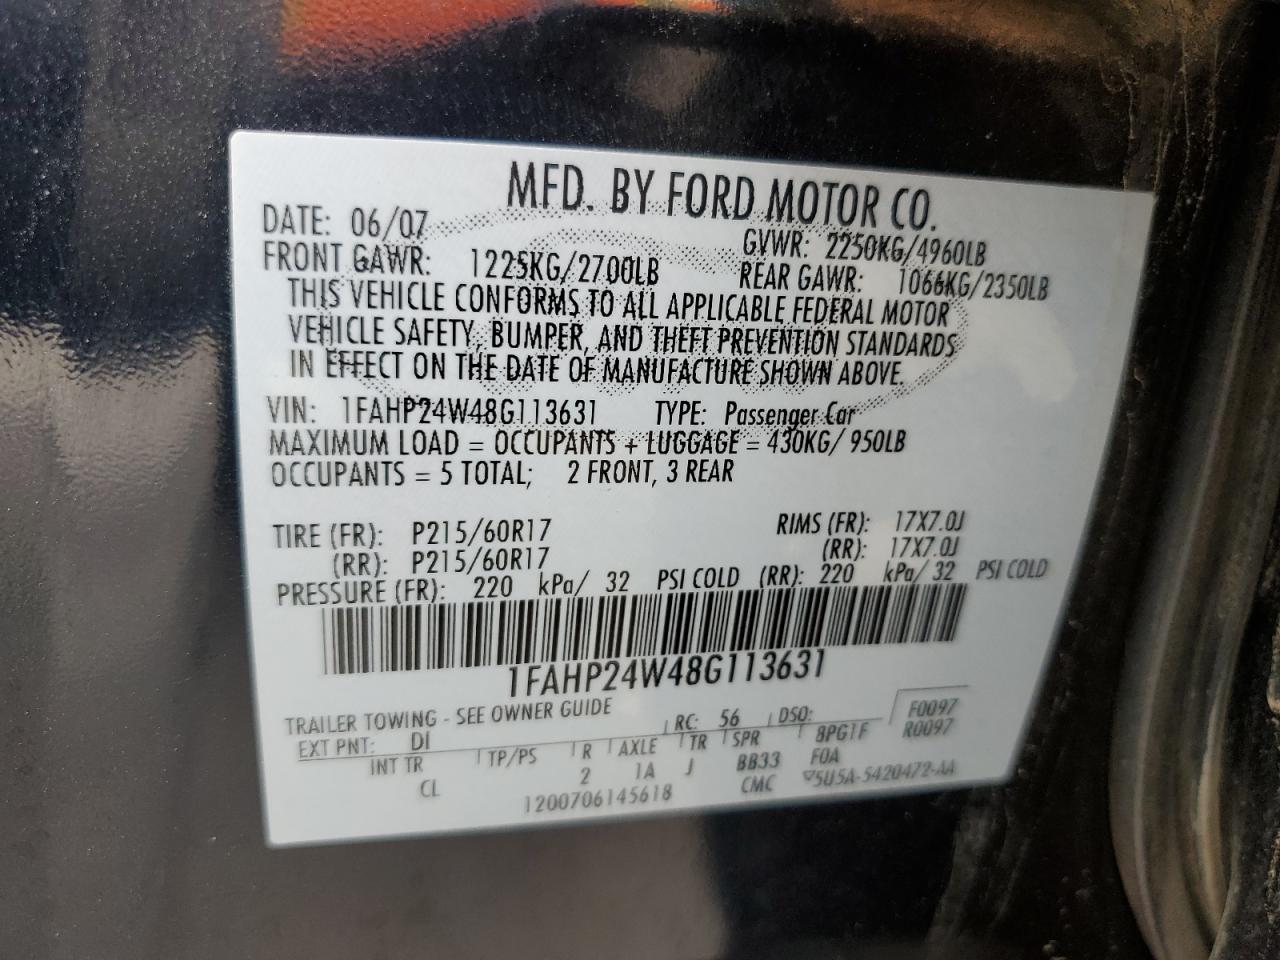 MFD. BY FORD MOTOR CO.
DATE: 06/07 GVWR: 2250KG/4960LB
FRONT GAWR: 1225KG/2700LB REAR GAWR: 1066KG/2350LB
THIS VEHICLE CONFORMS TO ALL APPLICABLE FEDERAL MOTOR
VEHICLE SAFETY, BUMPER, AND THEFT PREVENTION STANDARDS
IN EFFECT ON THE DATE OF MANUFACTURE SHOWN ABOVE.
VIN: 1FAHP24W48G113631 TYPE: Passenger Car
MAXIMUM LOAD = OCCUPANTS + LUGGAGE = 430KG/ 950LB
OCCUPANTS = 5 TOTAL; 2 FRONT, 3 REAR
TIRE (FR): P215/60R17 RIMS (FR): 17X7.0J
(RR): P215/60R17 (RR): 17X7.0J
PRESSURE (FR): 220 kPa/ 32 PSI COLD (RR): 220 kPa/ 32 PSI COLD
1FAHP24W48G113631
TRAILER TOWING - SEE OWNER GUIDE RC: 56 DSO: F0097
EXT PNT: DI R0097
INT TR TP/PS R AXLE TR SPR 8PG1F
CL 2 1A J BB33 F0A
1200706145618 CMC 5U5A-5420472-AA